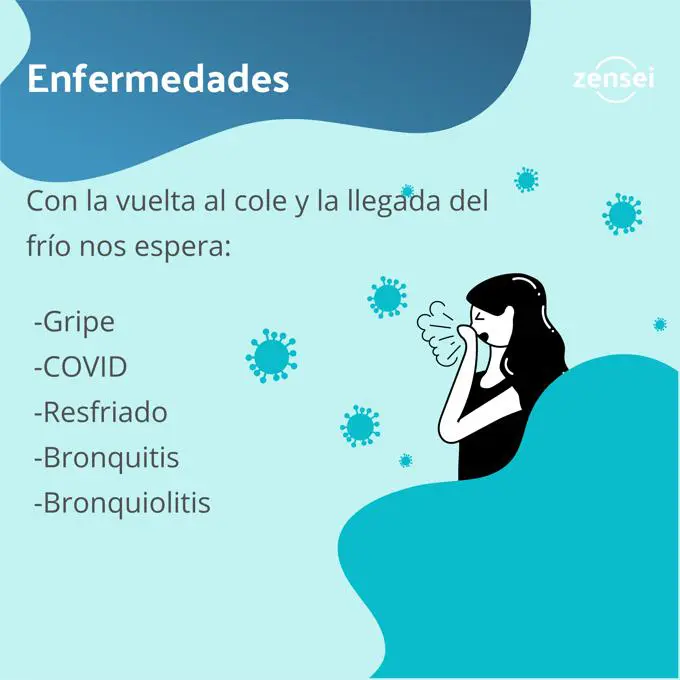 Enfermedades
zensei
Con la vuelta al cole y la llegada del
frío nos espera:
-Gripe
-COVID
-Resfriado
-Bronquitis
-Bronquiolitis